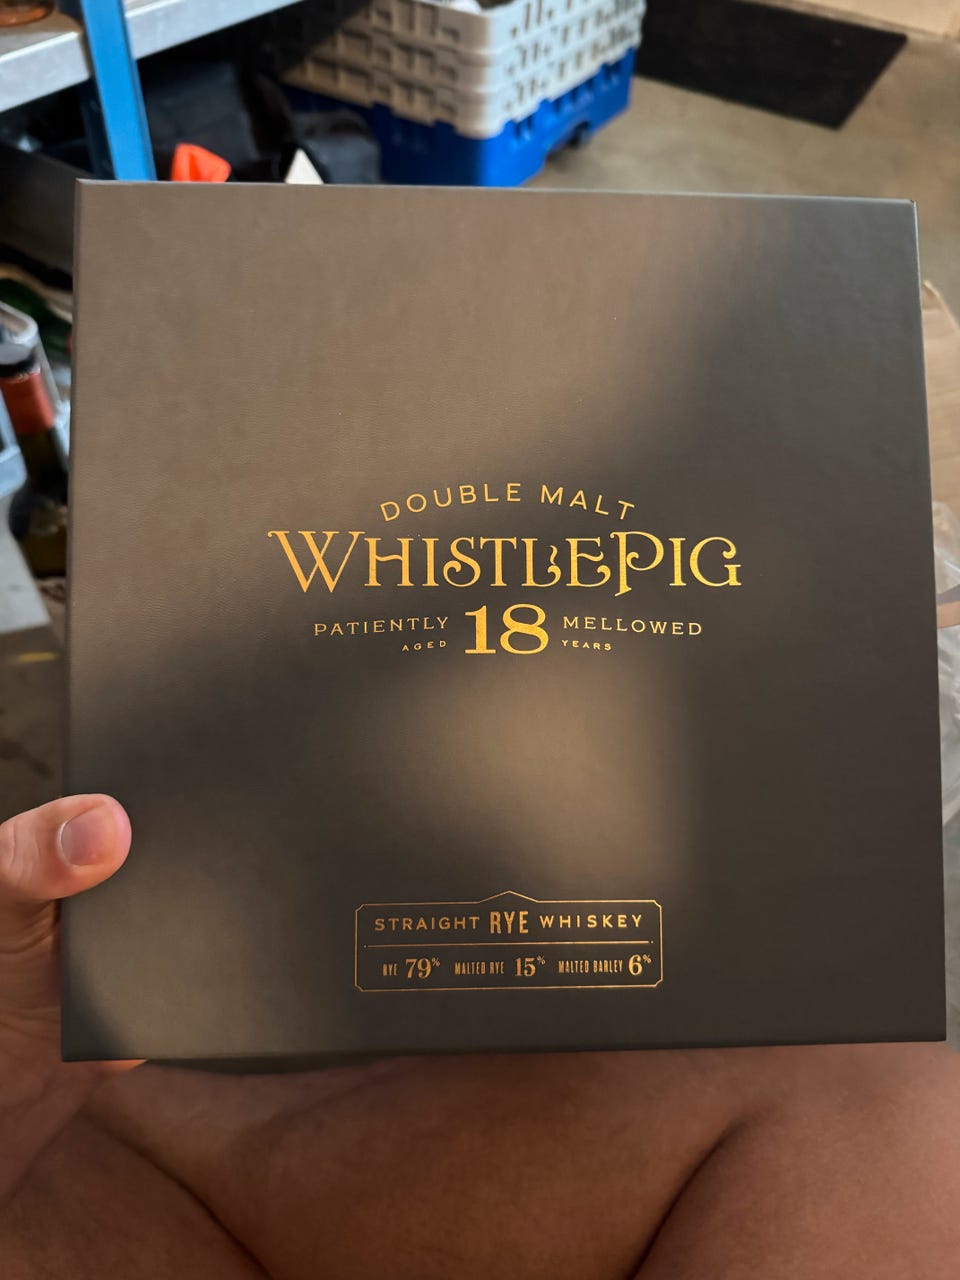 DOUBLE MALT
WHISTLEPIG
PATIENTLY 18 MELLOWED
AGED YEARS
STRAIGHT RYE WHISKEY
RYE 79% MALTED RYE 15% MALTED BARLEY 6%